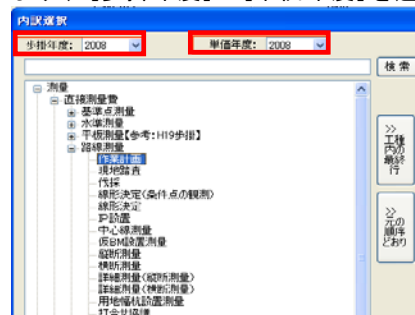 内訳選択
歩掛年度: 2008 単価年度: 2008
検索
測量
直接測量費
基準点測量
水準測量
平板測量【参考:H19歩掛】
路線測量
作業計画
現地踏査
伐採
線形決定(条件点の観測)
線形決定
IP設置
中心線測量
仮BM設置測量
縦断測量
横断測量
詳細測量(縦断測量)
詳細測量(横断測量)
用地幅杭設置測量
打合せ協議
>>
工種内の最終行
>>
元の順序どおり